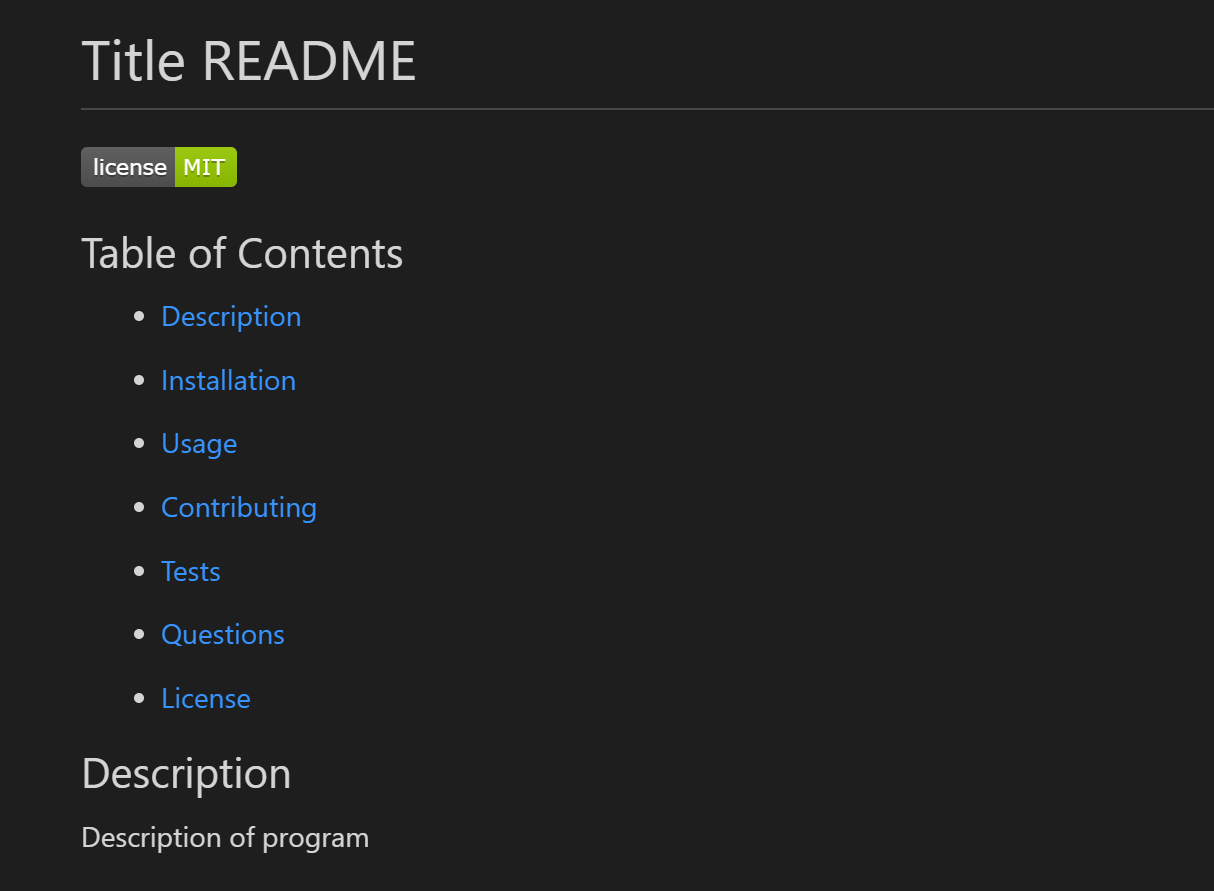 Title README
license MIT
Table of Contents
Description
Installation
Usage
Contributing
Tests
Questions
License
Description
Description of program